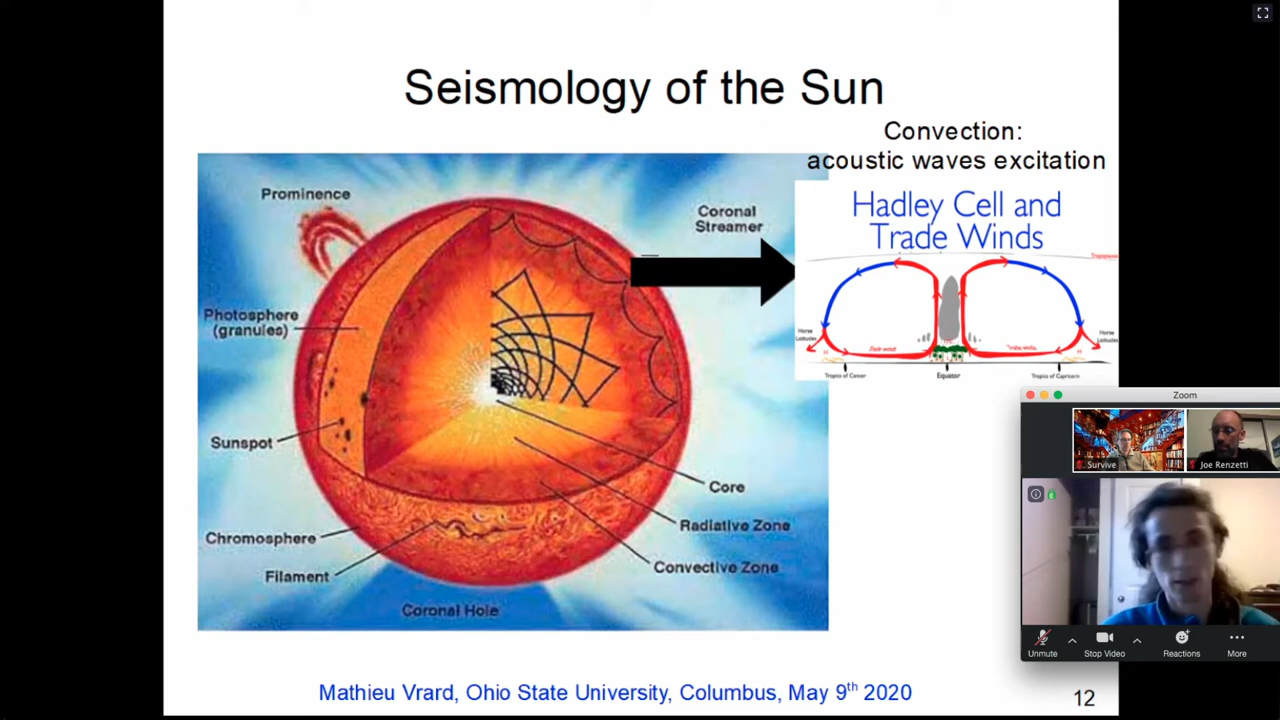 Seismology of the Sun
Convection:
acoustic waves excitation
Prominence
Coronal
Streamer
Photosphere
(granules)
Sunspot
Chromosphere
Filament
Coronal Hole
Core
Radiative Zone
Convective Zone
Hadley Cell and
Trade Winds
Tropopause
Horse
Latitudes
Trade winds
Trade winds
Horse
Latitudes
H
H
Tropic of Cancer
Equator
Tropic of Capricorn
Zoom
Survive
Joe Renzetti
Unmute
Stop Video
Reactions
More
Mathieu Vrard, Ohio State University, Columbus, May 9th 2020
12